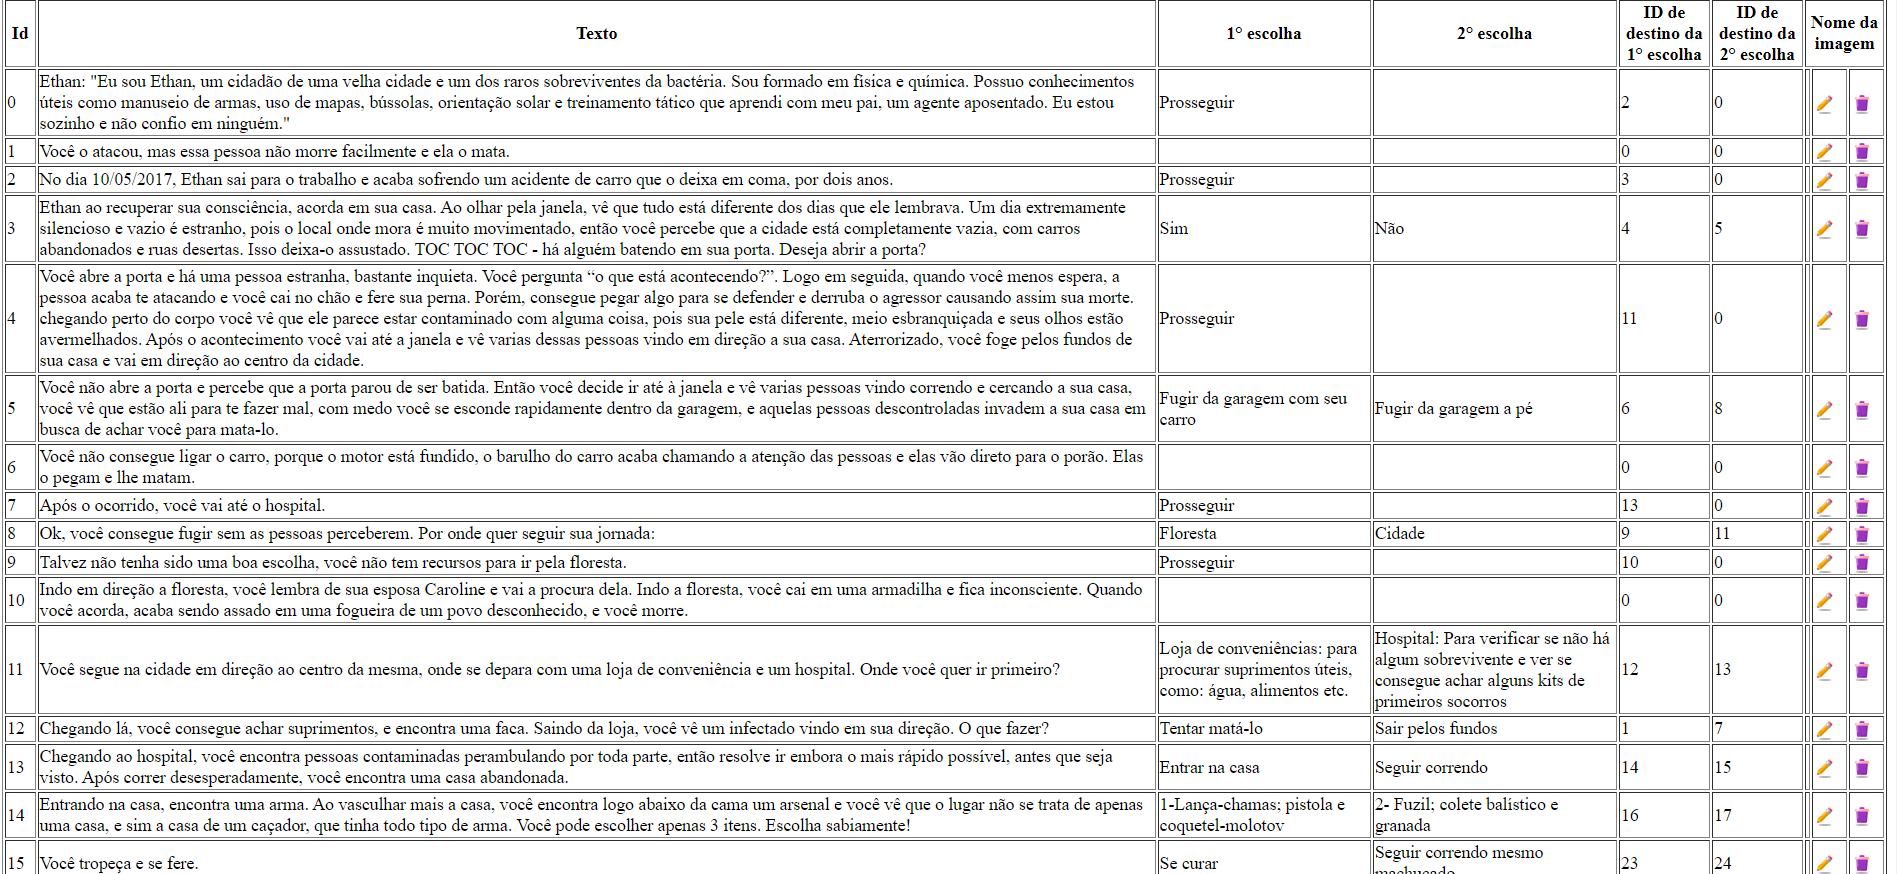 Id Texto 1° escolha 2° escolha ID de destino da 1° escolha ID de destino da 2° escolha Nome da imagem
0
Ethan: "Eu sou Ethan, um cidadão de uma velha cidade e um dos raros sobreviventes da bactéria. Sou formado em física e química. Possuo conhecimentos
úteis como manuseio de armas, uso de mapas, bússolas, orientação solar e treinamento tático que aprendi com meu pai, um agente aposentado. Eu estou
sozinho e não confio em ninguém."
Prosseguir
2
0
1
Você o atacou, mas essa pessoa não morre facilmente e ela o mata.
0
0
2
No dia 10/05/2017, Ethan sai para o trabalho e acaba sofrendo um acidente de carro que o deixa em coma, por dois anos.
Prosseguir
3
0
3
Ethan ao recuperar sua consciência, acorda em sua casa. Ao olhar pela janela, vê que tudo está diferente dos dias que ele lembrava. Um dia extremamente
silencioso e vazio é estranho, pois o local onde mora é muito movimentado, então você percebe que a cidade está completamente vazia, com carros
abandonados e ruas desertas. Isso deixa-o assustado. TOC TOC TOC - há alguém batendo em sua porta. Deseja abrir a porta?
Sim
Não
4
5
4
Você abre a porta e há uma pessoa estranha, bastante inquieta. Você pergunta “o que está acontecendo?”. Logo em seguida, quando você menos espera, a
pessoa acaba te atacando e você cai no chão e fere sua perna. Porém, consegue pegar algo para se defender e derruba o agressor causando assim sua morte.
chegando perto do corpo você vê que ele parece estar contaminado com alguma coisa, pois sua pele está diferente, meio esbranquiçada e seus olhos estão
avermelhados. Após o acontecimento você vai até a janela e vê varias dessas pessoas vindo em direção a sua casa. Aterrorizado, você foge pelos fundos de
sua casa e vai em direção ao centro da cidade.
Prosseguir
11
0
5
Você não abre a porta e percebe que a porta parou de ser batida. Então você decide ir até à janela e vê varias pessoas vindo correndo e cercando a sua casa,
você vê que estão ali para te fazer mal, com medo você se esconde rapidamente dentro da garagem, e aquelas pessoas descontroladas invadem a sua casa em
busca de achar você para mata-lo.
Fugir da garagem com seu
carro
Fugir da garagem a pé
6
8
6
Você não consegue ligar o carro, porque o motor está fundido, o barulho do carro acaba chamando a atenção das pessoas e elas vão direto para o porão. Elas
o pegam e lhe matam.
0
0
7
Após o ocorrido, você vai até o hospital.
Prosseguir
13
0
8
Ok, você consegue fugir sem as pessoas perceberem. Por onde quer seguir sua jornada:
Floresta
Cidade
9
11
9
Talvez não tenha sido uma boa escolha, você não tem recursos para ir pela floresta.
Prosseguir
10
0
10
Indo em direção a floresta, você lembra de sua esposa Caroline e vai a procura dela. Indo a floresta, você cai em uma armadilha e fica inconsciente. Quando
você acorda, acaba sendo assado em uma fogueira de um povo desconhecido, e você morre.
0
0
11
Você segue na cidade em direção ao centro da mesma, onde se depara com uma loja de conveniência e um hospital. Onde você quer ir primeiro?
Loja de conveniências: para
procurar suprimentos úteis,
como: água, alimentos etc.
Hospital: Para verificar se não há
algum sobrevivente e ver se
consegue achar alguns kits de
primeiros socorros
12
13
12
Chegando lá, você consegue achar suprimentos, e encontra uma faca. Saindo da loja, você vê um infectado vindo em sua direção. O que fazer?
Tentar matá-lo
Sair pelos fundos
1
7
13
Chegando ao hospital, você encontra pessoas contaminadas perambulando por toda parte, então resolve ir embora o mais rápido possível, antes que seja
visto. Após correr desesperadamente, você encontra uma casa abandonada.
Entrar na casa
Seguir correndo
14
15
14
Entrando na casa, encontra uma arma. Ao vasculhar mais a casa, você encontra logo abaixo da cama um arsenal e você vê que o lugar não se trata de apenas
uma casa, e sim a casa de um caçador, que tinha todo tipo de arma. Você pode escolher apenas 3 itens. Escolha sabiamente!
1-Lança-chamas; pistola e
coquetel-molotov
2- Fuzil; colete balístico e
granada
16
17
15
Você tropeça e se fere.
Se curar
Seguir correndo mesmo
machucado
23
24